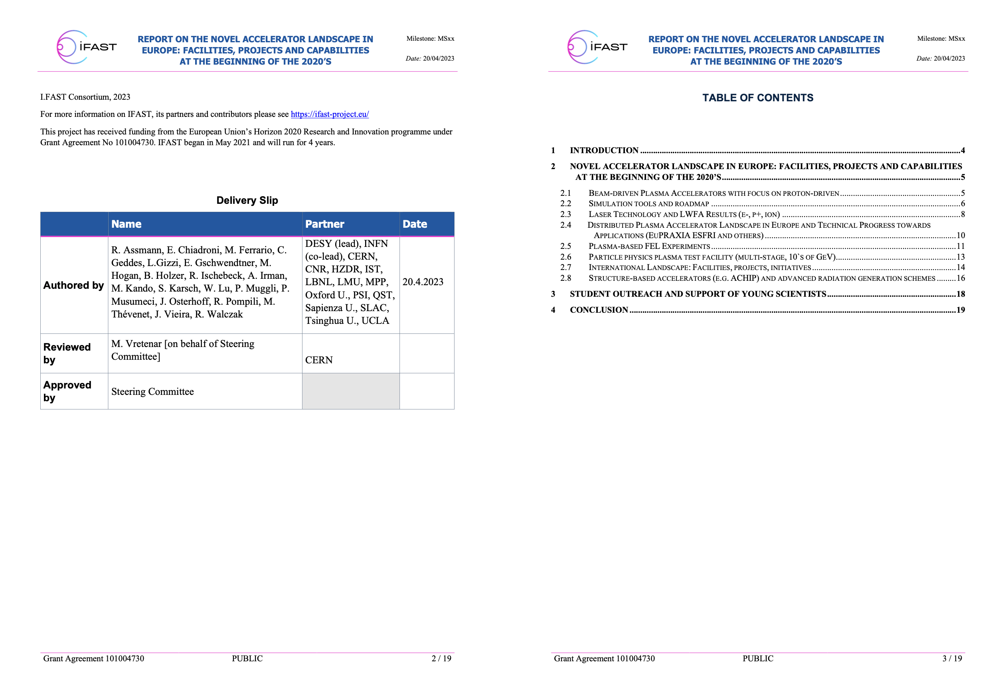 iFAST
REPORT ON THE NOVEL ACCELERATOR LANDSCAPE IN
EUROPE: FACILITIES, PROJECTS AND CAPABILITIES
AT THE BEGINNING OF THE 2020’S
Milestone: MSxx
Date: 20/04/2023
I.FAST Consortium, 2023
For more information on IFAST, its partners and contributors please see https://ifast-project.eu/
This project has received funding from the European Union’s Horizon 2020 Research and Innovation programme under
Grant Agreement No 101004730. IFAST began in May 2021 and will run for 4 years.
Delivery Slip
Name Partner Date
Authored by
R. Assmann, E. Chiadroni, M. Ferrario, C.
Geddes, L.Gizzi, E. Gschwendtner, M.
Hogan, B. Holzer, R. Ischebeck, A. Irman,
M. Kando, S. Karsch, W. Lu, P. Muggli, P.
Musumeci, J. Osterhoff, R. Pompili, M.
Thévenet, J. Vieira, R. Walczak
DESY (lead), INFN
(co-lead), CERN,
CNR, HZDR, IST,
LBNL, LMU, MPP,
Oxford U., PSI, QST,
Sapienza U., SLAC,
Tsinghua U., UCLA
20.4.2023
Reviewed
by
M. Vretenar [on behalf of Steering
Committee]
CERN
Approved
by
Steering Committee
Grant Agreement 101004730 PUBLIC 2 / 19
iFAST
REPORT ON THE NOVEL ACCELERATOR LANDSCAPE IN
EUROPE: FACILITIES, PROJECTS AND CAPABILITIES
AT THE BEGINNING OF THE 2020’S
Milestone: MSxx
Date: 20/04/2023
TABLE OF CONTENTS
1 INTRODUCTION 4
2 NOVEL ACCELERATOR LANDSCAPE IN EUROPE: FACILITIES, PROJECTS AND CAPABILITIES
AT THE BEGINNING OF THE 2020’S 5
2.1 BEAM-DRIVEN PLASMA ACCELERATORS WITH FOCUS ON PROTON-DRIVEN 5
2.2 SIMULATION TOOLS AND ROADMAP 6
2.3 LASER TECHNOLOGY AND LWFA RESULTS (E-, P+, ION) 8
2.4 DISTRIBUTED PLASMA ACCELERATOR LANDSCAPE IN EUROPE AND TECHNICAL PROGRESS TOWARDS
APPLICATIONS (EUPRAXIA ESFRI AND OTHERS) 10
2.5 PLASMA-BASED FEL EXPERIMENTS 11
2.6 PARTICLE PHYSICS PLASMA TEST FACILITY (MULTI-STAGE, 10`S OF GEV) 13
2.7 INTERNATIONAL LANDSCAPE: FACILITIES, PROJECTS, INITIATIVES 14
2.8 STRUCTURE-BASED ACCELERATORS (E.G. ACHIP) AND ADVANCED RADIATION GENERATION SCHEMES 16
3 STUDENT OUTREACH AND SUPPORT OF YOUNG SCIENTISTS 18
4 CONCLUSION 19
Grant Agreement 101004730 PUBLIC 3 / 19